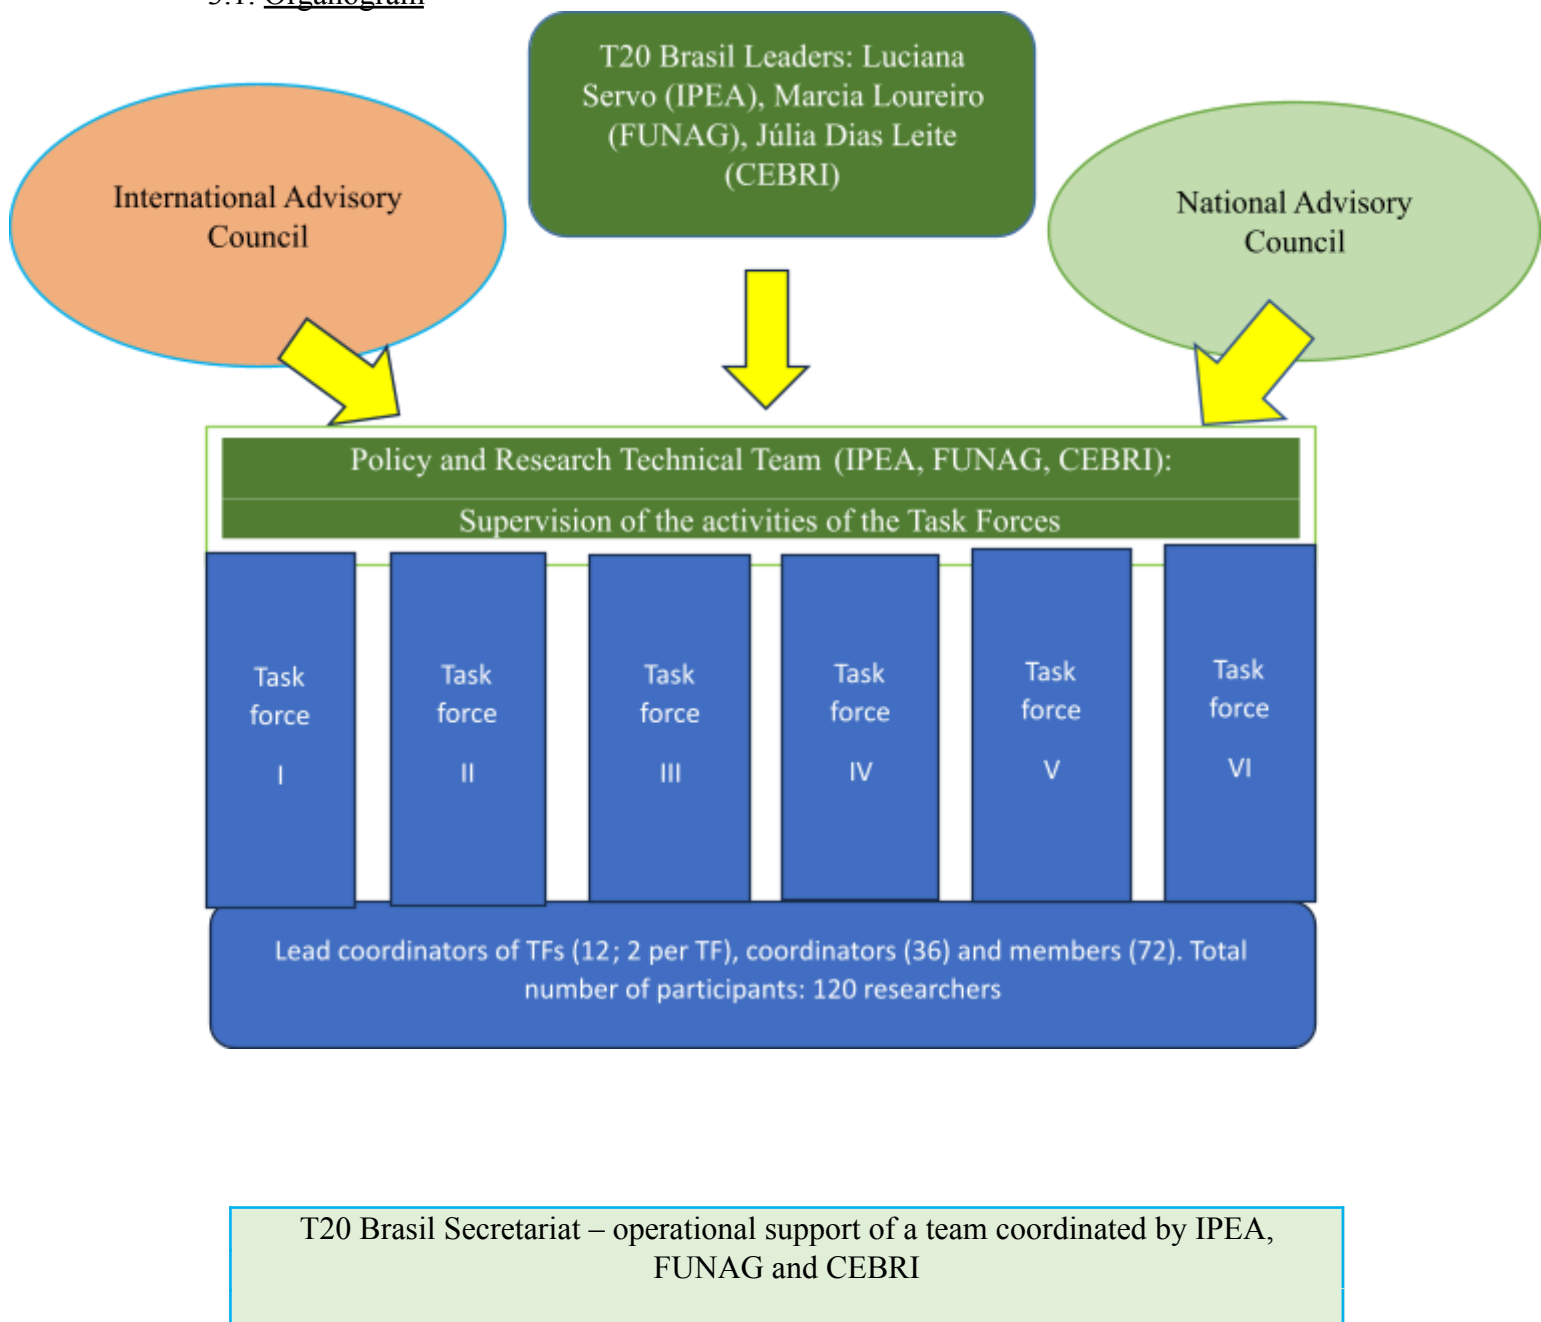 3.1. Organogram
T20 Brasil Leaders: Luciana
Servo (IPEA), Marcia Loureiro
(FUNAG), Júlia Dias Leite
(CEBRI)
International Advisory
Council
National Advisory
Council
Policy and Research Technical Team (IPEA, FUNAG, CEBRI):
Supervision of the activities of the Task Forces
Task
force
I
Task
force
II
Task
force
III
Task
force
IV
Task
force
V
Task
force
VI
Lead coordinators of TFs (12; 2 per TF), coordinators (36) and members (72). Total
number of participants: 120 researchers
T20 Brasil Secretariat – operational support of a team coordinated by IPEA,
FUNAG and CEBRI